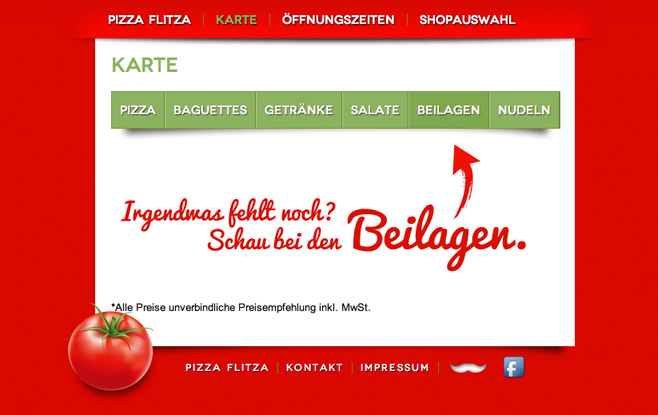 PIZZA FLITZA KARTE ÖFFNUNGSZEITEN SHOPAUSWAHL
KARTE
PIZZA BAGUETTES GETRÄNKE SALATE BEILAGEN NUDELN
Irgendwas fehlt noch?
Schau bei den Beilagen.
*Alle Preise unverbindliche Preisempfehlung inkl. MwSt.
PIZZA FLITZA KONTAKT IMPRESSUM